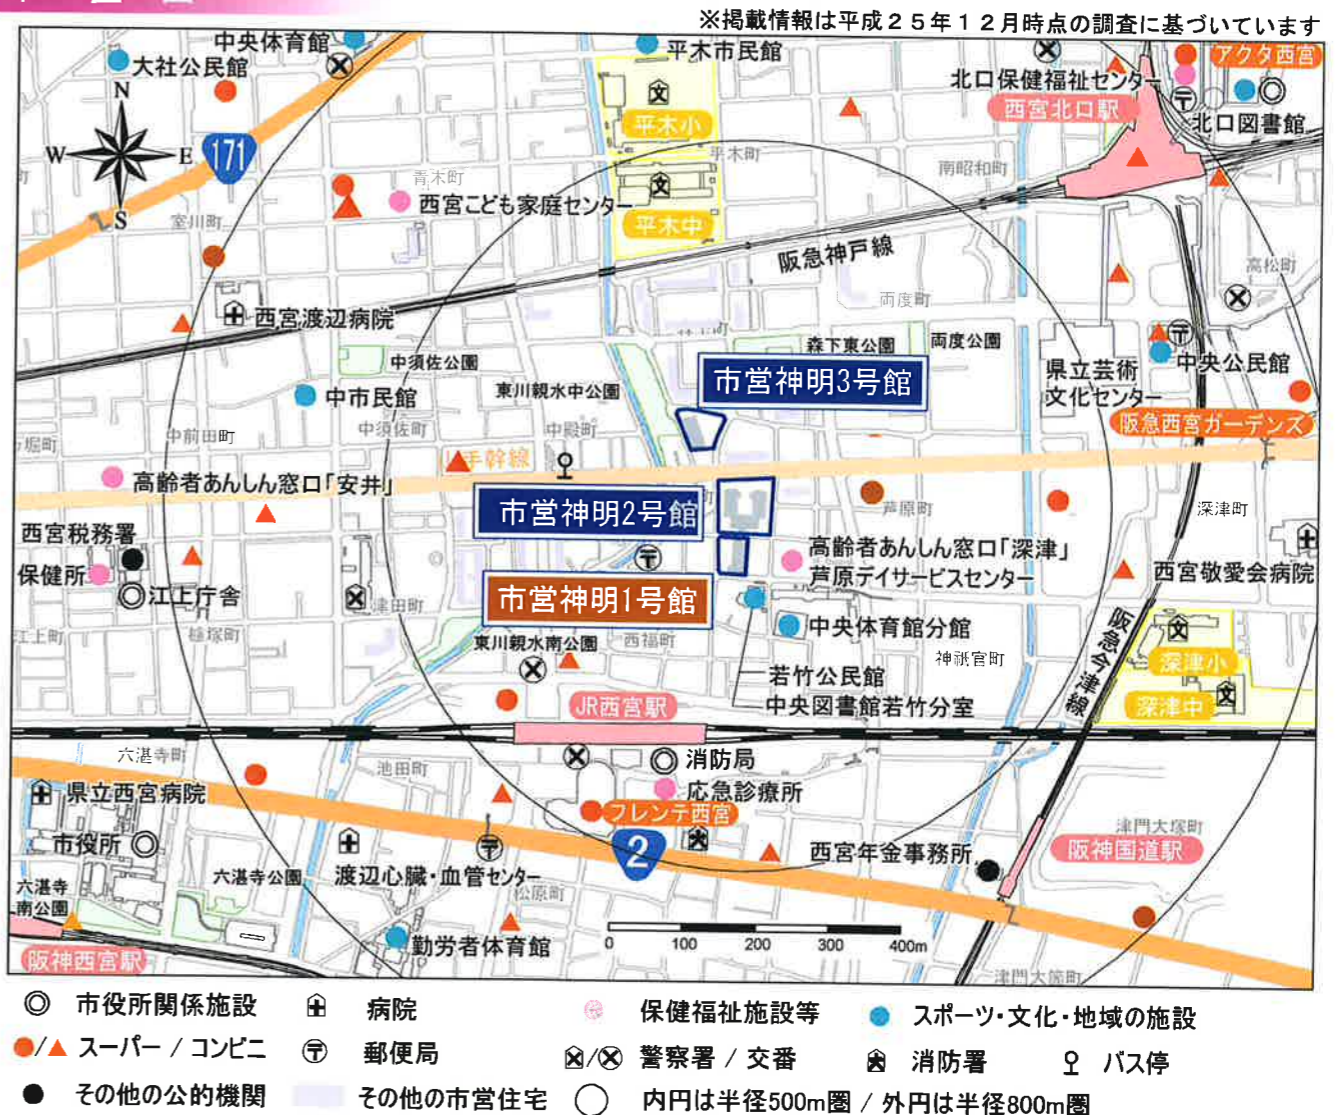 ※掲載情報は平成25年12月時点の調査に基づいています
中央体育館
大社公民館
平木市民館
アクタ西宮
北口保健福祉センター
西宮北口駅
北口図書館
N
W
E
S
171
平木小
平木町
南昭和町
青木町
西宮こども家庭センター
室川町
平木中
阪急神戸線
高松町
両度町
西宮渡辺病院
森下東公園
両度公園
中央公民館
中須佐公園
県立芸術
文化センター
市営神明3号館
東川親水中公園
中市民館
阪急西宮ガーデンズ
中前田町
中須佐町
中殿町
手幹線
高齢者あんしん窓口「安井」
市営神明2号館
芦原町
深津町
西宮税務署
高齢者あんしん窓口「深津」
芦原デイサービスセンター
西宮敬愛会病院
保健所
江上庁舎
津田町
市営神明1号館
江上町
中央体育館分館
東川親水南公園
西福町
神祇官町
阪急今津線
深津小
若竹公民館
中央図書館若竹分室
深津中
JR西宮駅
六湛寺町
池田町
消防局
県立西宮病院
応急診療所
フレンテ西宮
津門大塚町
市役所
2
西宮年金事務所
阪神国道駅
六湛寺
南公園
六湛寺公園
渡辺心臓・血管センター
松原町
勤労者体育館
0 100 200 300 400m
阪神西宮駅
津門大箇町
市役所関係施設 病院 保健福祉施設等 スポーツ・文化・地域の施設
/ スーパー / コンビニ 郵便局 / 警察署 / 交番 消防署 バス停
その他の公的機関 その他の市営住宅 内円は半径500m圏 / 外円は半径800m圏